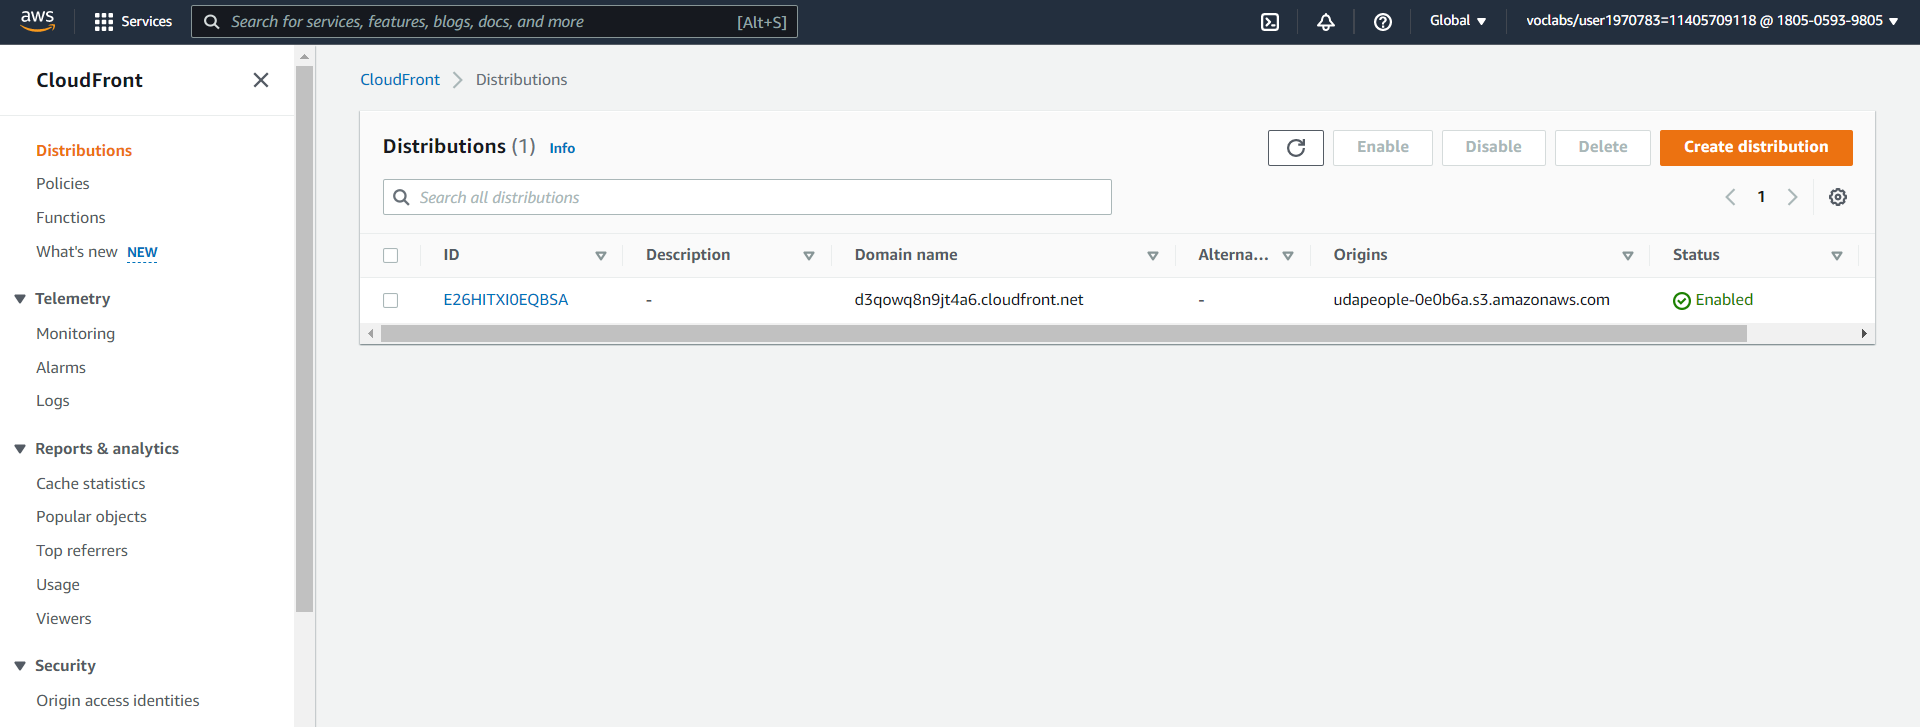 aws Services Search for services, features, blogs, docs, and more [Alt+S] Global voclabs/user1970783=11405709118 @ 1805-0593-9805
CloudFront
Distributions
Policies
Functions
What's new NEW
Telemetry
Monitoring
Alarms
Logs
Reports & analytics
Cache statistics
Popular objects
Top referrers
Usage
Viewers
Security
Origin access identities
CloudFront Distributions
Distributions (1) Info Enable Disable Delete Create distribution
Search all distributions 1
ID Description Domain name Alterna... Origins Status
E26HITXI0EQBSA - d3qowq8n9jt4a6.cloudfront.net - udapeople-0e0b6a.s3.amazonaws.com Enabled